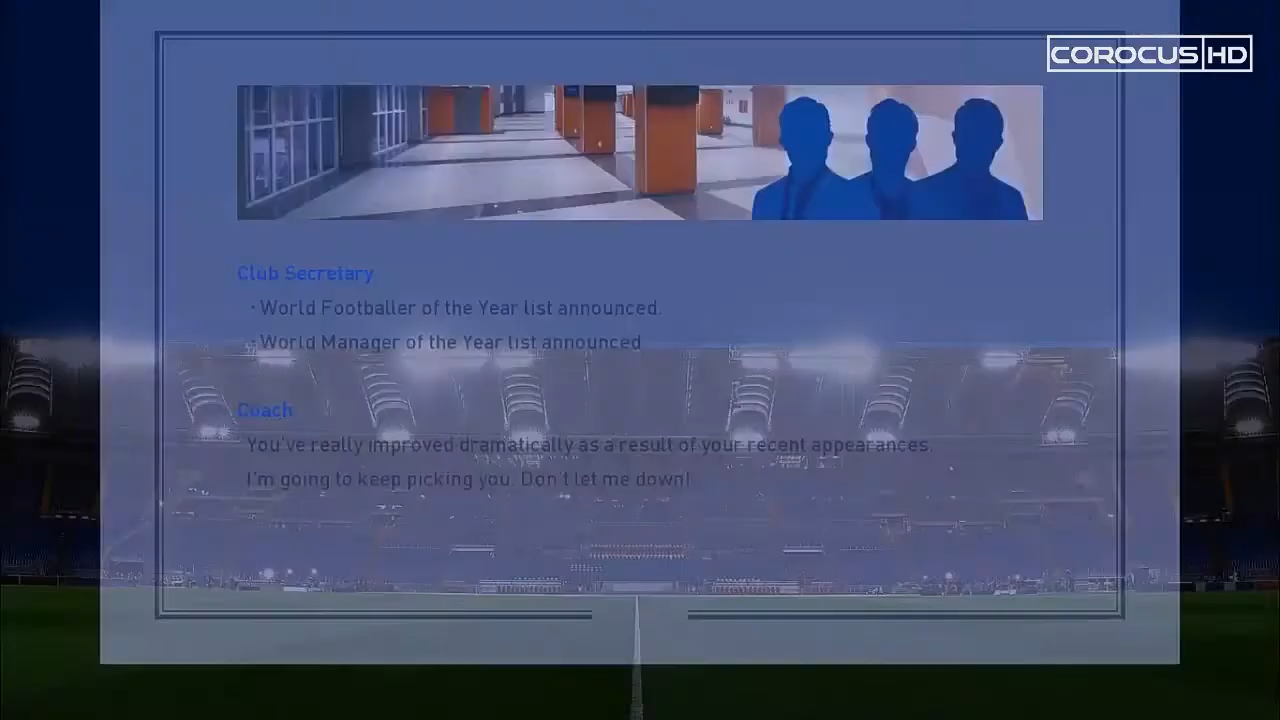 COROCUS HD
Club Secretary
· World Footballer of the Year list announced.
· World Manager of the Year list announced
Coach
You've really improved dramatically as a result of your recent appearances.
I'm going to keep picking you. Don't let me down!